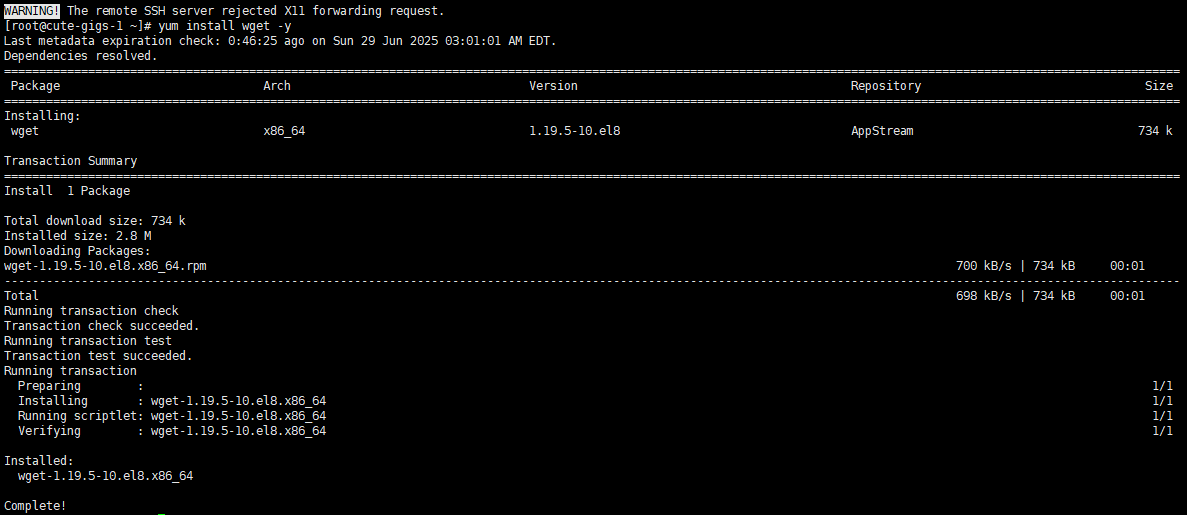 WARNING! The remote SSH server rejected X11 forwarding request.
[root@cute-gigs-1 ~]# yum install wget -y
Last metadata expiration check: 0:46:25 ago on Sun 29 Jun 2025 03:01:01 AM EDT.
Dependencies resolved.
================================================================================
Package Arch Version Repository Size
================================================================================
Installing:
wget x86_64 1.19.5-10.el8 AppStream 734 k
Transaction Summary
================================================================================
Install  1 Package
Total download size: 734 k
Installed size: 2.8 M
Downloading Packages:
wget-1.19.5-10.el8.x86_64.rpm 700 kB/s | 734 kB 00:01
--------------------------------------------------------------------------------
Total 698 kB/s | 734 kB 00:01
Running transaction check
Transaction check succeeded.
Running transaction test
Transaction test succeeded.
Running transaction
Preparing : 1/1
Installing : wget-1.19.5-10.el8.x86_64 1/1
Running scriptlet: wget-1.19.5-10.el8.x86_64 1/1
Verifying : wget-1.19.5-10.el8.x86_64 1/1
Installed:
wget-1.19.5-10.el8.x86_64
Complete!